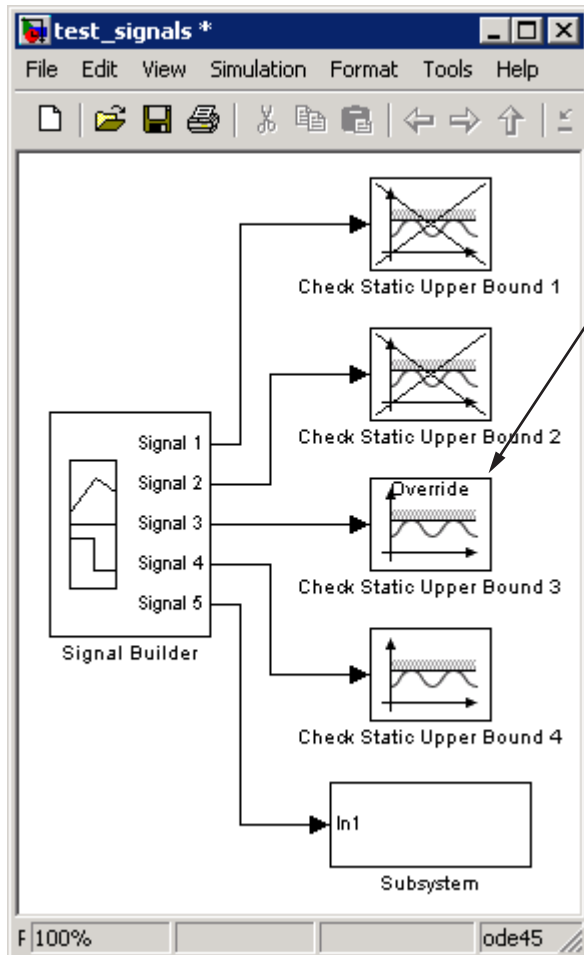 test_signals *
File Edit View Simulation Format Tools Help
Check Static Upper Bound 1
Check Static Upper Bound 2
Signal 1
Signal 2
Signal 3
Signal 4
Signal 5
Signal Builder
Override
Check Static Upper Bound 3
Check Static Upper Bound 4
In1
Subsystem
F 100% ode45